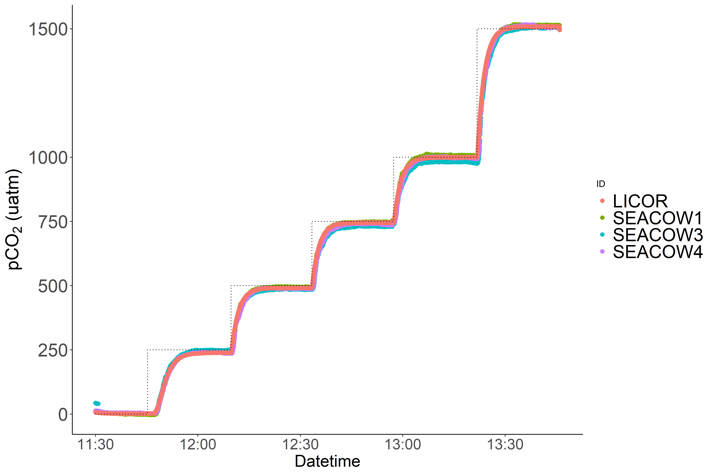 1500
1000
750
500
250
0
pCO₂ (uatm)
11:30 12:00 12:30 13:00 13:30
Datetime
ID
LICOR
SEACOW1
SEACOW3
SEACOW4